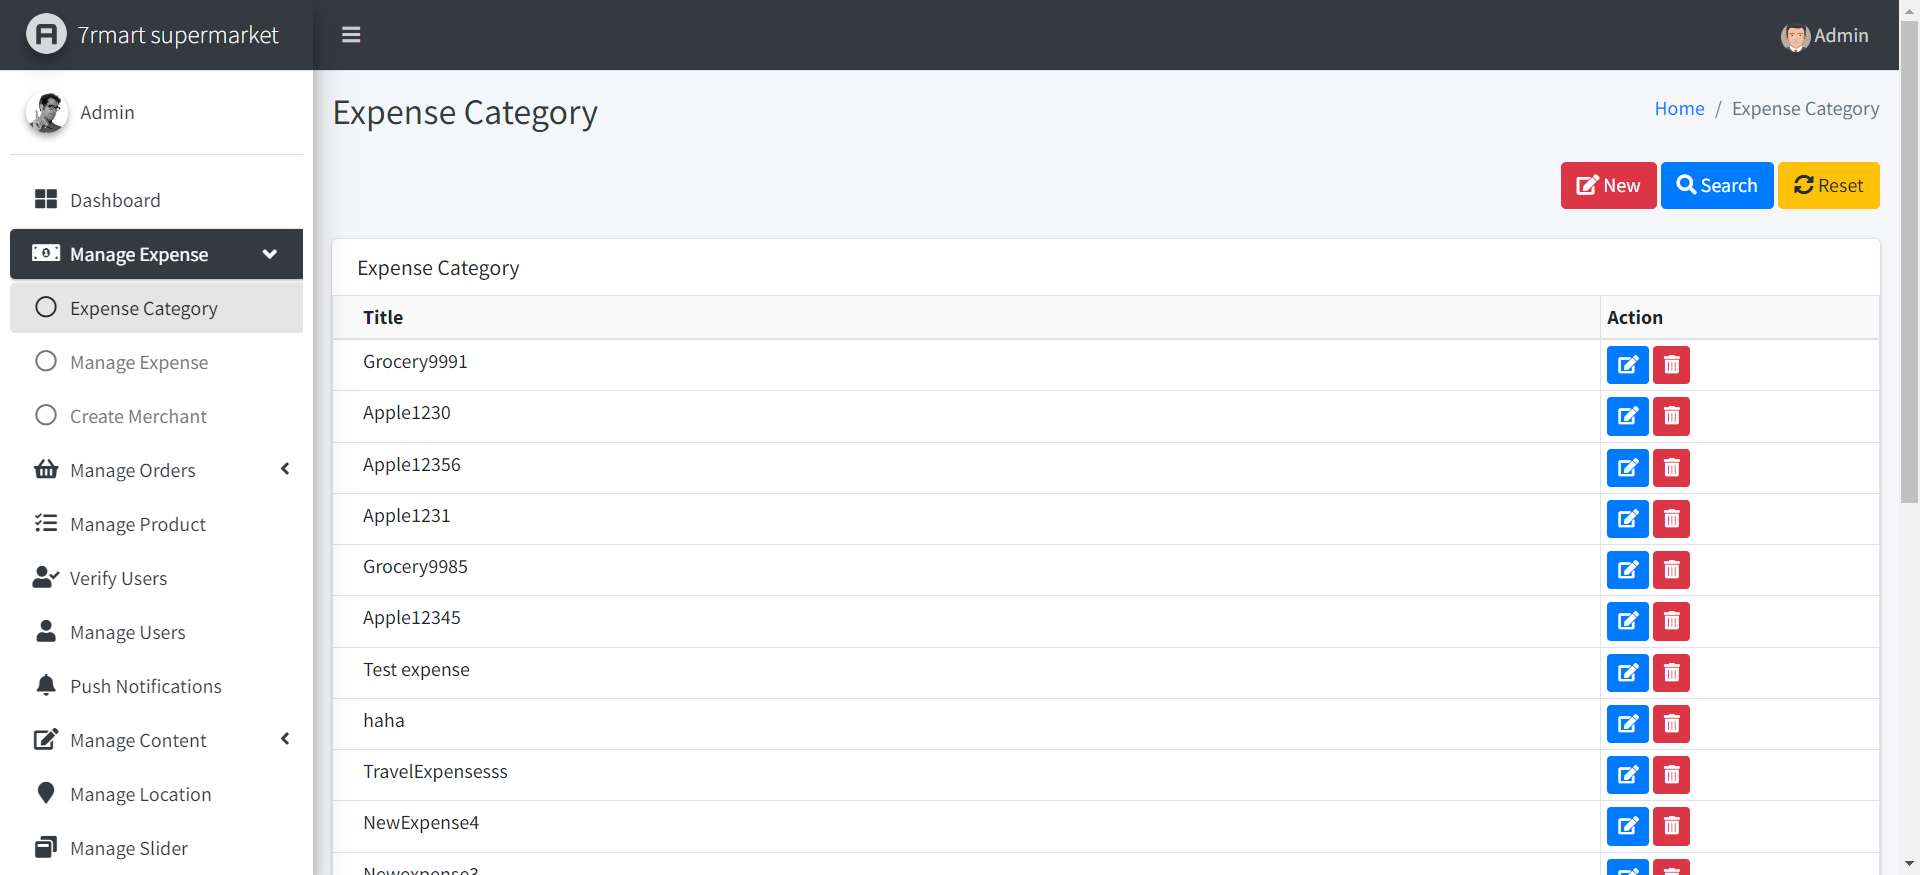 7rmart supermarket
Admin
Admin
Dashboard
Manage Expense
Expense Category
Manage Expense
Create Merchant
Manage Orders
Manage Product
Verify Users
Manage Users
Push Notifications
Manage Content
Manage Location
Manage Slider
Expense Category
Home / Expense Category
New Search Reset
Expense Category
Title Action
Grocery9991
Apple1230
Apple12356
Apple1231
Grocery9985
Apple12345
Test expense
haha
TravelExpensesss
NewExpense4
Newexpense3